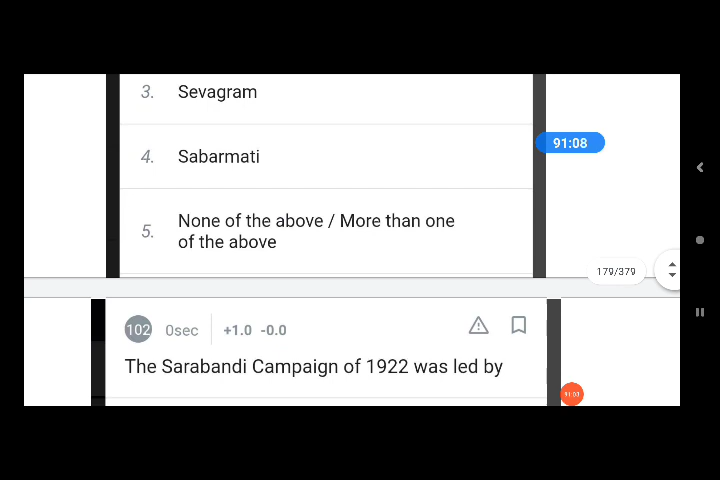 3. Sevagram
4. Sabarmati
91:08
None of the above / More than one
5.
of the above
179/379
102 0sec +1.0 -0.0
The Sarabandi Campaign of 1922 was led by